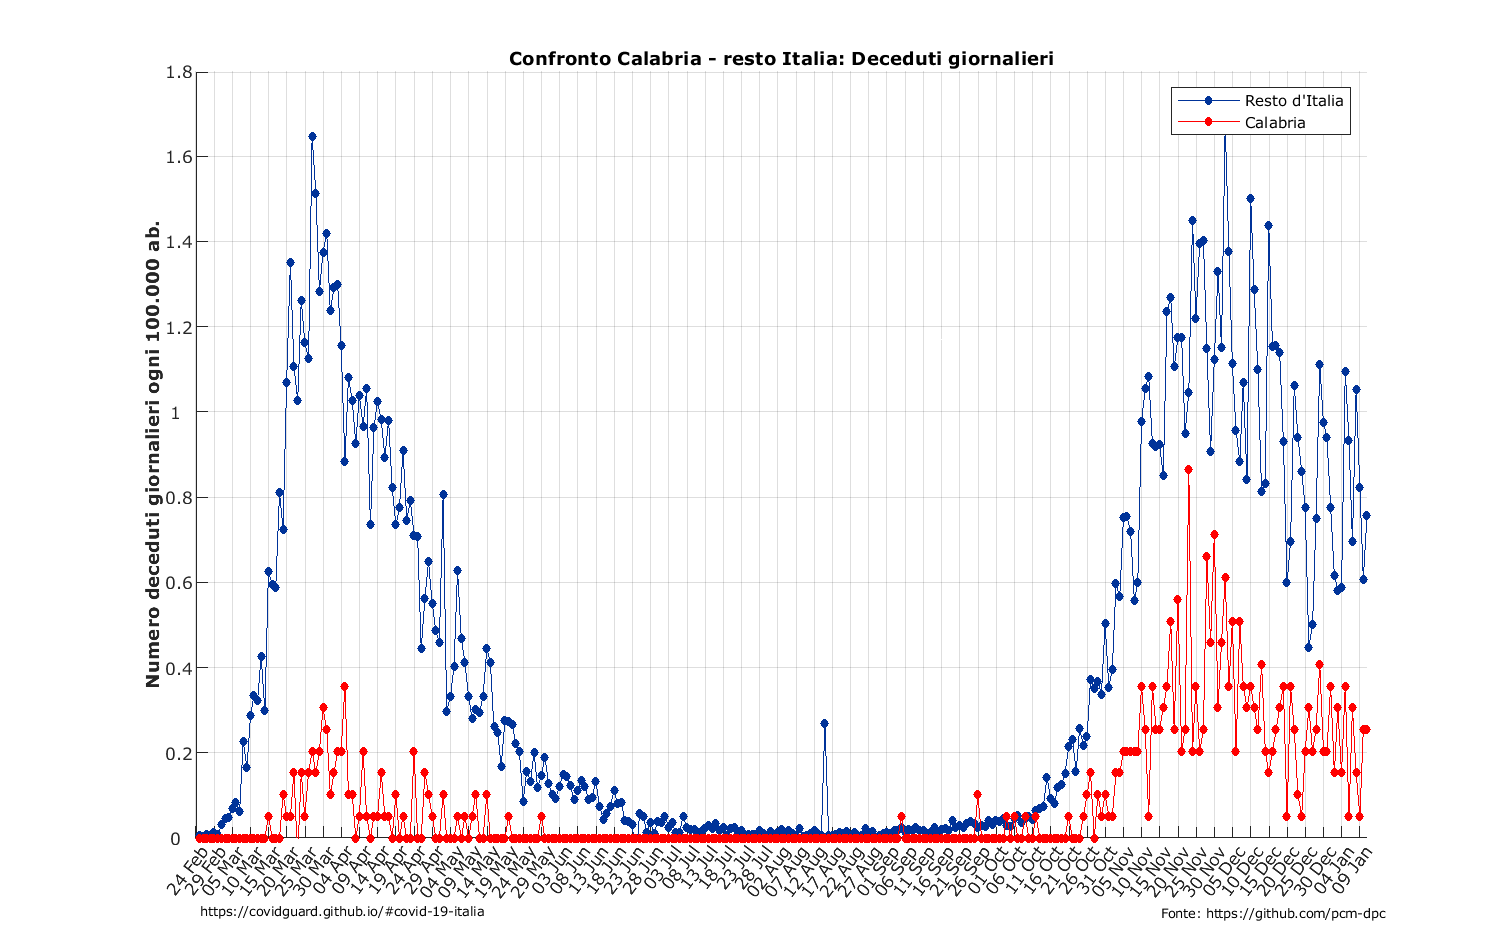 Confronto Calabria - resto Italia: Deceduti giornalieri
Resto d'Italia
Calabria
Numero deceduti giornalieri ogni 100.000 ab.
1.8
1.6
1.4
1.2
1
0.8
0.6
0.4
0.2
0
24 Feb
29 Feb
05 Mar
10 Mar
15 Mar
20 Mar
25 Mar
30 Mar
04 Apr
09 Apr
14 Apr
19 Apr
24 Apr
29 Apr
04 May
09 May
14 May
19 May
24 May
29 May
03 Jun
08 Jun
13 Jun
18 Jun
23 Jun
28 Jun
03 Jul
08 Jul
13 Jul
18 Jul
23 Jul
28 Jul
02 Aug
07 Aug
12 Aug
17 Aug
22 Aug
27 Aug
01 Sep
06 Sep
11 Sep
16 Sep
21 Sep
26 Sep
01 Oct
06 Oct
11 Oct
16 Oct
21 Oct
26 Oct
31 Oct
05 Nov
10 Nov
15 Nov
20 Nov
25 Nov
30 Nov
05 Dec
10 Dec
15 Dec
20 Dec
25 Dec
30 Dec
04 Jan
09 Jan
https://covidguard.github.io/#covid-19-italia
Fonte: https://github.com/pcm-dpc